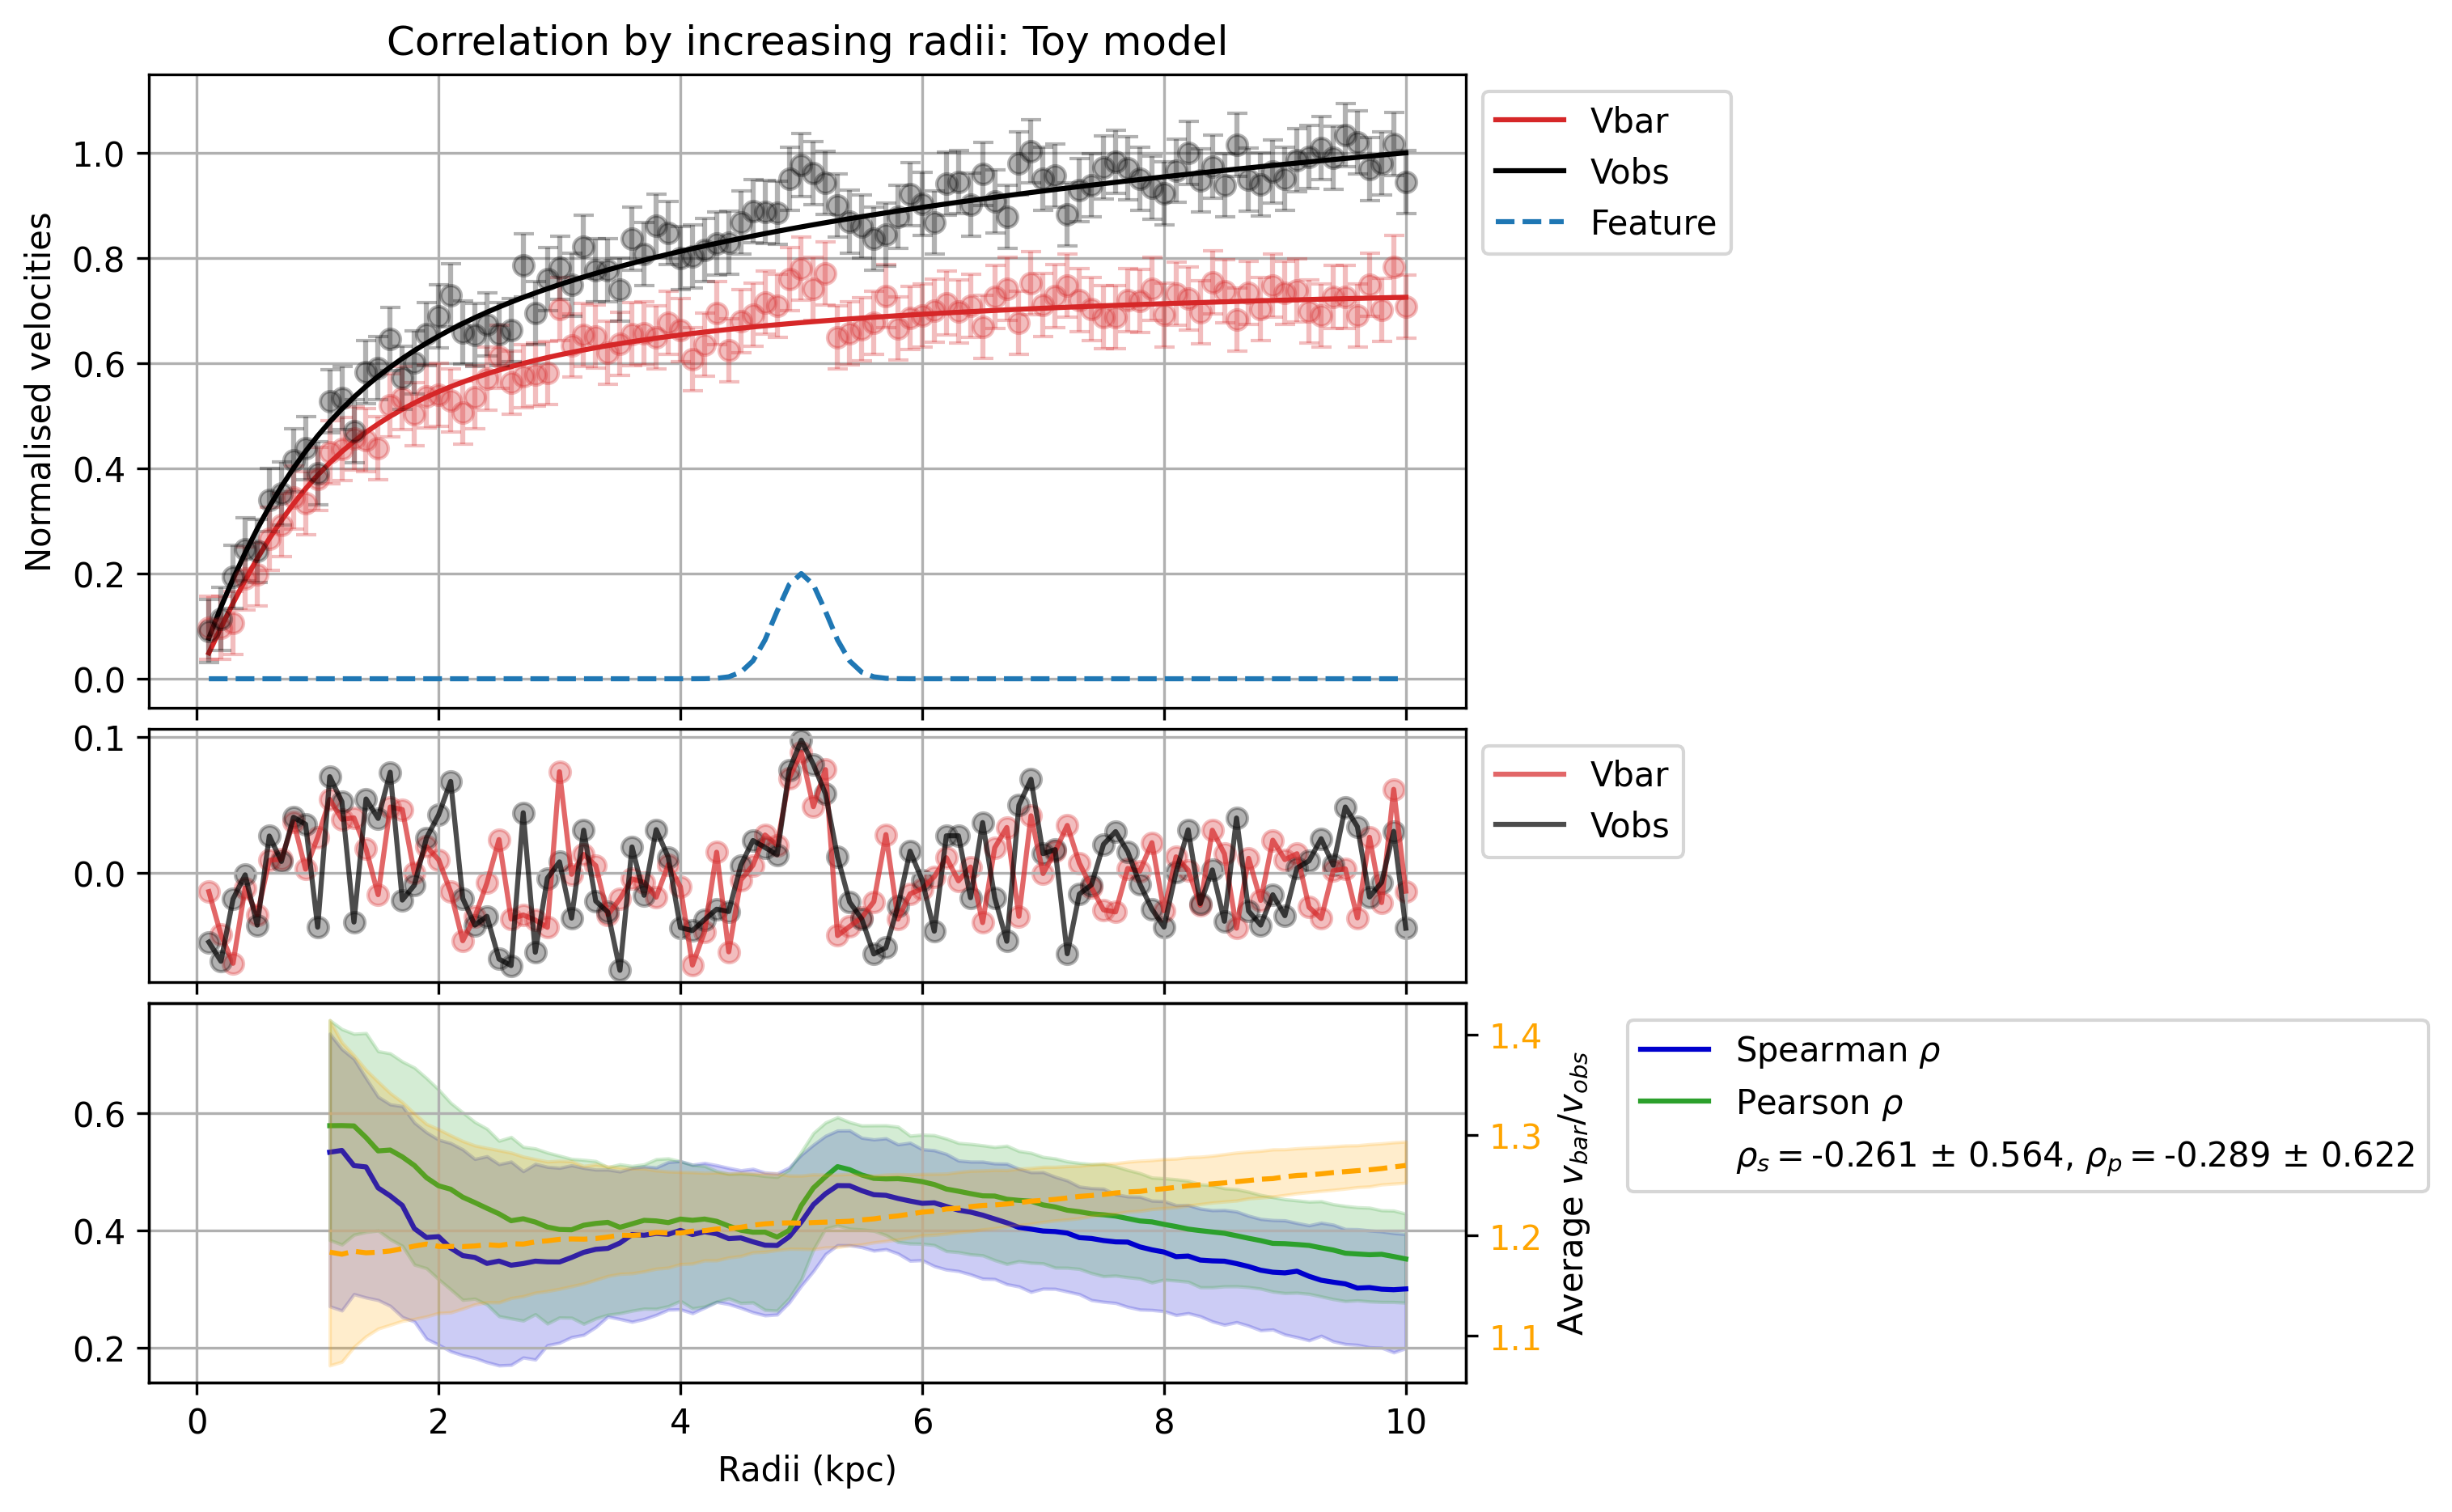 Correlation by increasing radii: Toy model
Normalised velocities
1.0
0.8
0.6
0.4
0.2
0.0
Vbar
Vobs
Feature
0.1
0.0
Vbar
Vobs
0.6
0.4
0.2
1.4
1.3
1.2
1.1
Average v_bar/v_obs
Spearman ρ
Pearson ρ
ρ_s = -0.261 ± 0.564, ρ_p = -0.289 ± 0.622
0 2 4 6 8 10
Radii (kpc)